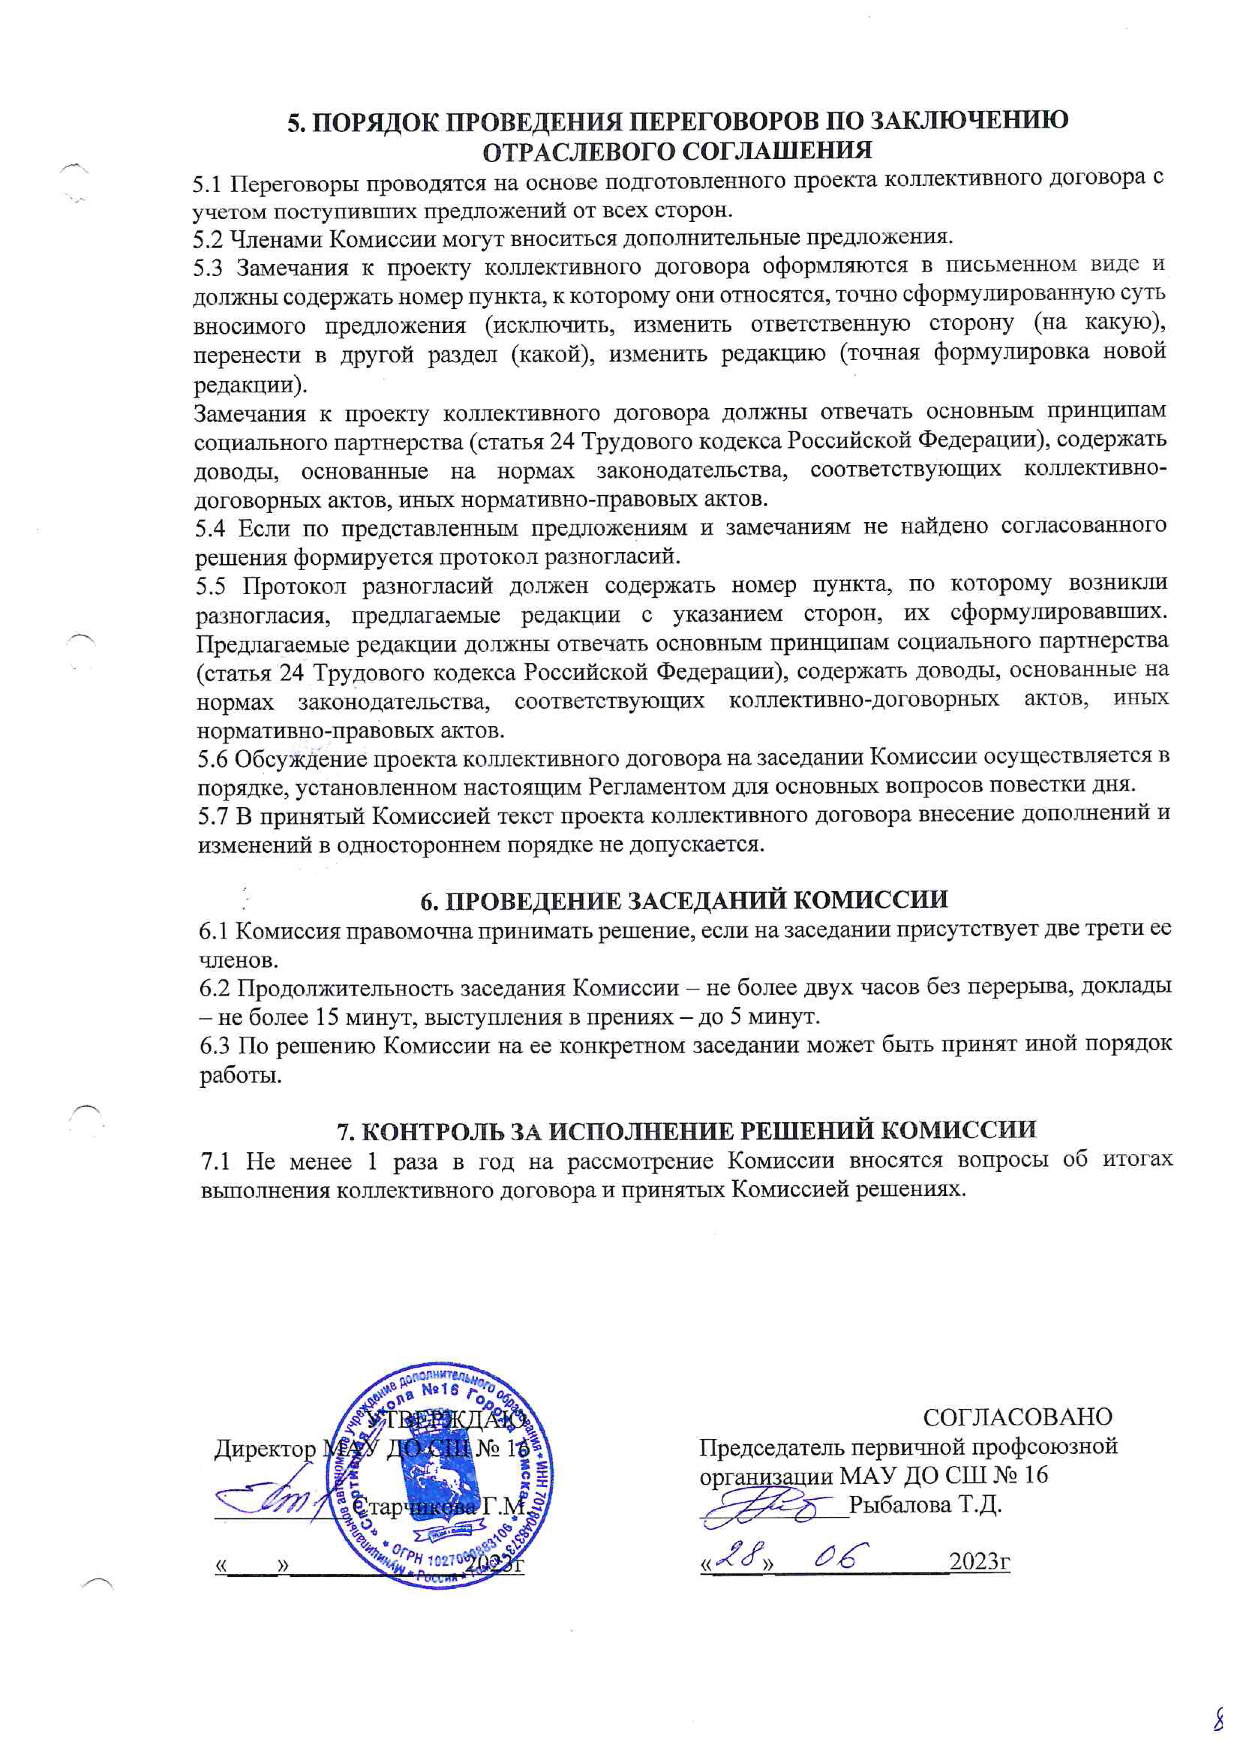 5. ПОРЯДОК ПРОВЕДЕНИЯ ПЕРЕГОВОРОВ ПО ЗАКЛЮЧЕНИЮ
ОТРАСЛЕВОГО СОГЛАШЕНИЯ
5.1 Переговоры проводятся на основе подготовленного проекта коллективного договора с
учетом поступивших предложений от всех сторон.
5.2 Членами Комиссии могут вноситься дополнительные предложения.
5.3 Замечания к проекту коллективного договора оформляются в письменном виде и
должны содержать номер пункта, к которому они относятся, точно сформулированную суть
вносимого предложения (исключить, изменить ответственную сторону (на какую),
перенести в другой раздел (какой), изменить редакцию (точная формулировка новой
редакции).
Замечания к проекту коллективного договора должны отвечать основным принципам
социального партнерства (статья 24 Трудового кодекса Российской Федерации), содержать
доводы, основанные на нормах законодательства, соответствующих коллективно-
договорных актов, иных нормативно-правовых актов.
5.4 Если по представленным предложениям и замечаниям не найдено согласованного
решения формируется протокол разногласий.
5.5 Протокол разногласий должен содержать номер пункта, по которому возникли
разногласия, предлагаемые редакции с указанием сторон, их сформулировавших.
Предлагаемые редакции должны отвечать основным принципам социального партнерства
(статья 24 Трудового кодекса Российской Федерации), содержать доводы, основанные на
нормах законодательства, соответствующих коллективно-договорных актов, иных
нормативно-правовых актов.
5.6 Обсуждение проекта коллективного договора на заседании Комиссии осуществляется в
порядке, установленном настоящим Регламентом для основных вопросов повестки дня.
5.7 В принятый Комиссией текст проекта коллективного договора внесение дополнений и
изменений в одностороннем порядке не допускается.
6. ПРОВЕДЕНИЕ ЗАСЕДАНИЙ КОМИССИИ
6.1 Комиссия правомочна принимать решение, если на заседании присутствует две трети ее
членов.
6.2 Продолжительность заседания Комиссии – не более двух часов без перерыва, доклады
– не более 15 минут, выступления в прениях – до 5 минут.
6.3 По решению Комиссии на ее конкретном заседании может быть принят иной порядок
работы.
7. КОНТРОЛЬ ЗА ИСПОЛНЕНИЕ РЕШЕНИЙ КОМИССИИ
7.1 Не менее 1 раза в год на рассмотрение Комиссии вносятся вопросы об итогах
выполнения коллективного договора и принятых Комиссией решениях.
УТВЕРЖДАЮ
Директор МАУ ДО СШ № 16
Старчикова Г.М.
«____»______________2023г
Муниципальное автономное учреждение дополнительного образования
«Спортивная школа №16 Города Томска»
СОГЛАСОВАНО
Председатель первичной профсоюзной
организации МАУ ДО СШ № 16
____________Рыбалова Т.Д.
«28» 06 2023г
8